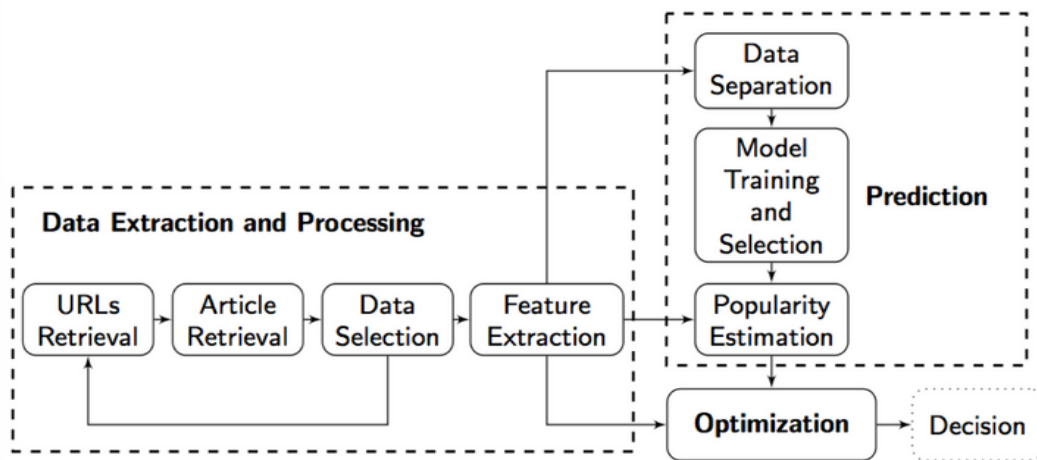 Data
Separation
Model
Training
and
Selection
Prediction
Data Extraction and Processing
URLs
Retrieval
Article
Retrieval
Data
Selection
Feature
Extraction
Popularity
Estimation
Optimization
Decision